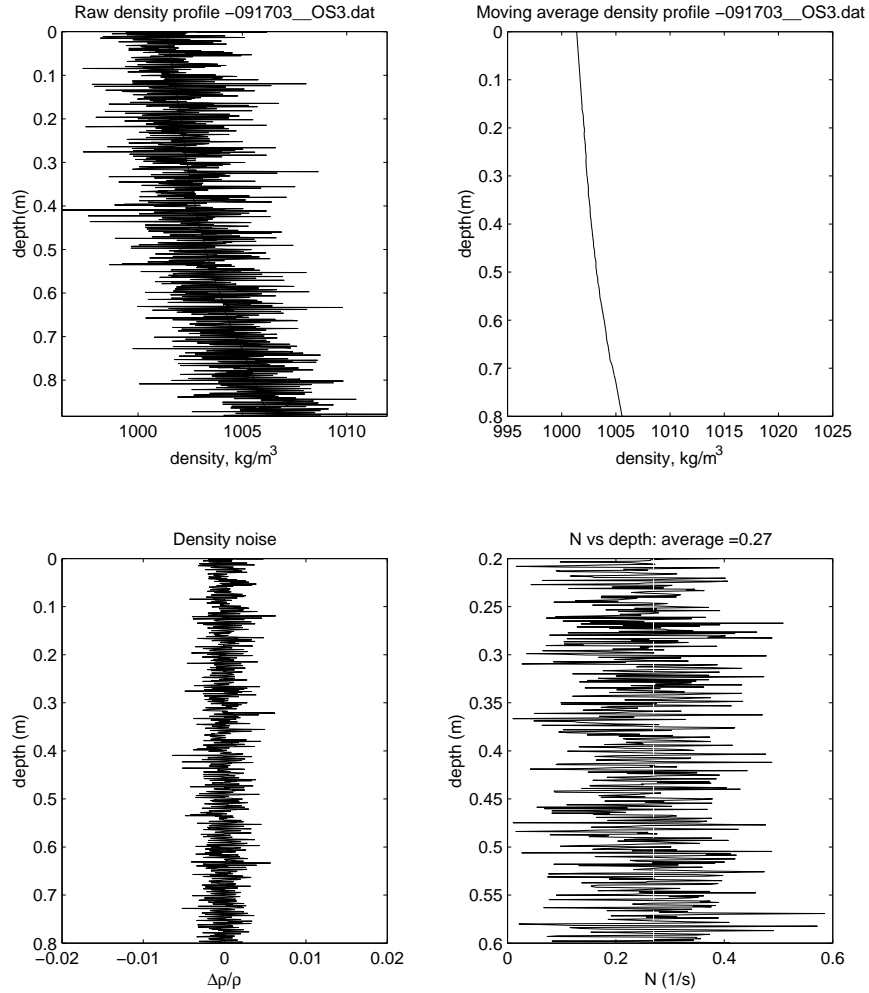 Raw density profile −091703__OS3.dat
0
0.1
0.2
0.3
0.4
0.5
0.6
0.7
0.8
depth(m)
1000 1005 1010
density, kg/m3
Moving average density profile −091703__OS3.dat
0
0.1
0.2
0.3
0.4
0.5
0.6
0.7
0.8
depth(m)
995 1000 1005 1010 1015 1020 1025
density, kg/m3
Density noise
0
0.1
0.2
0.3
0.4
0.5
0.6
0.7
0.8
depth (m)
−0.02 −0.01 0 0.01 0.02
Δρ/ρ
N vs depth: average =0.27
0.2
0.25
0.3
0.35
0.4
0.45
0.5
0.55
0.6
depth (m)
0 0.2 0.4 0.6
N (1/s)